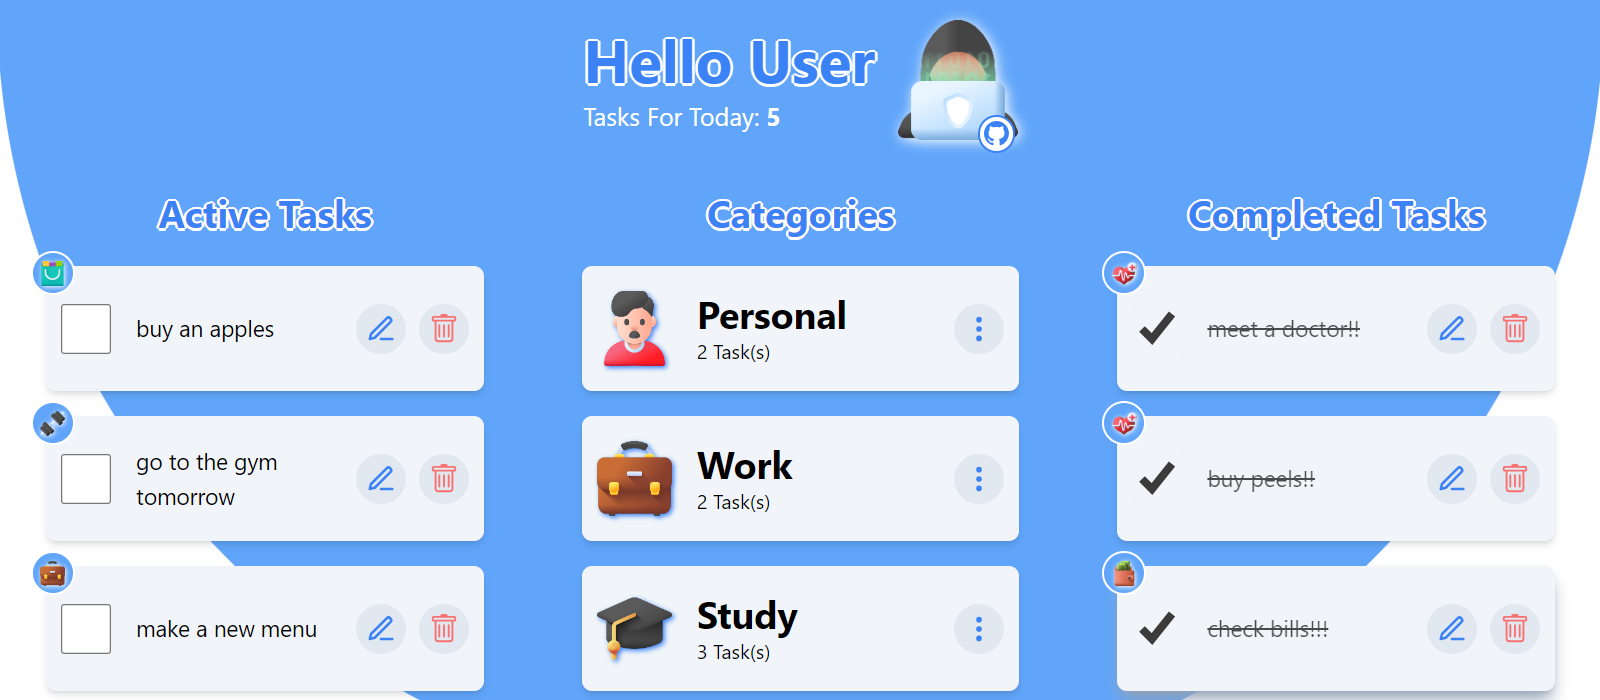 Hello User
Tasks For Today: 5
Active Tasks
buy an apples
go to the gym
tomorrow
make a new menu
Categories
Personal
2 Task(s)
Work
2 Task(s)
Study
3 Task(s)
Completed Tasks
meet a doctor!!
buy peels!!
check bills!!!